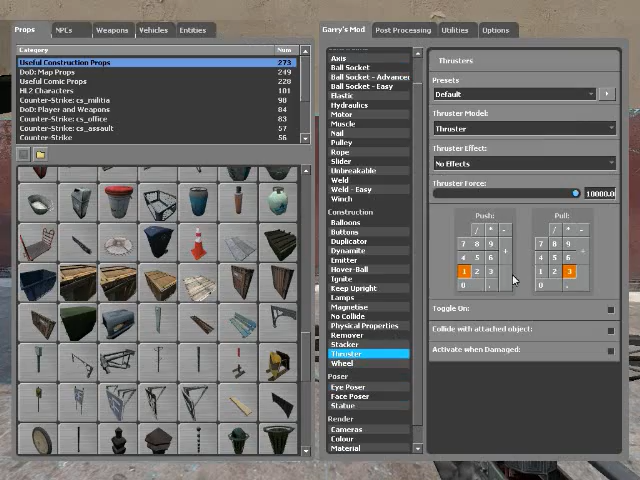 Props NPCs Weapons Vehicles Entities
Category Num
Useful Construction Props 273
DoD: Map Props 249
Useful Comic Props 228
HL2 Characters 101
Counter-Strike: cs_militia 98
DoD: Player and Weapons 84
Counter-Strike: cs_office 83
Counter-Strike: cs_assault 57
Counter-Strike 56
Garry's Mod Post Processing Utilities Options
Axis
Ball Socket
Ball Socket - Advanced
Ball Socket - Easy
Elastic
Hydraulics
Motor
Muscle
Nail
Pulley
Rope
Slider
Unbreakable
Weld
Weld - Easy
Winch
Construction
Balloons
Buttons
Duplicator
Dynamite
Emitter
Hover-Ball
Ignite
Keep Upright
Lamps
Magnetise
No Collide
Physical Properties
Remover
Stacker
Thruster
Wheel
Poser
Eye Poser
Face Poser
Statue
Render
Cameras
Colour
Material
Thrusters
Presets
Default
Thruster Model:
Thruster
Thruster Effect:
No Effects
Thruster Force:
10000.0
Push: Pull:
/ * - / * -
7 8 9 + 7 8 9 +
4 5 6 4 5 6
1 2 3 1 2 3
0 . 0 .
Toggle On:
Collide with attached object:
Activate when Damaged: